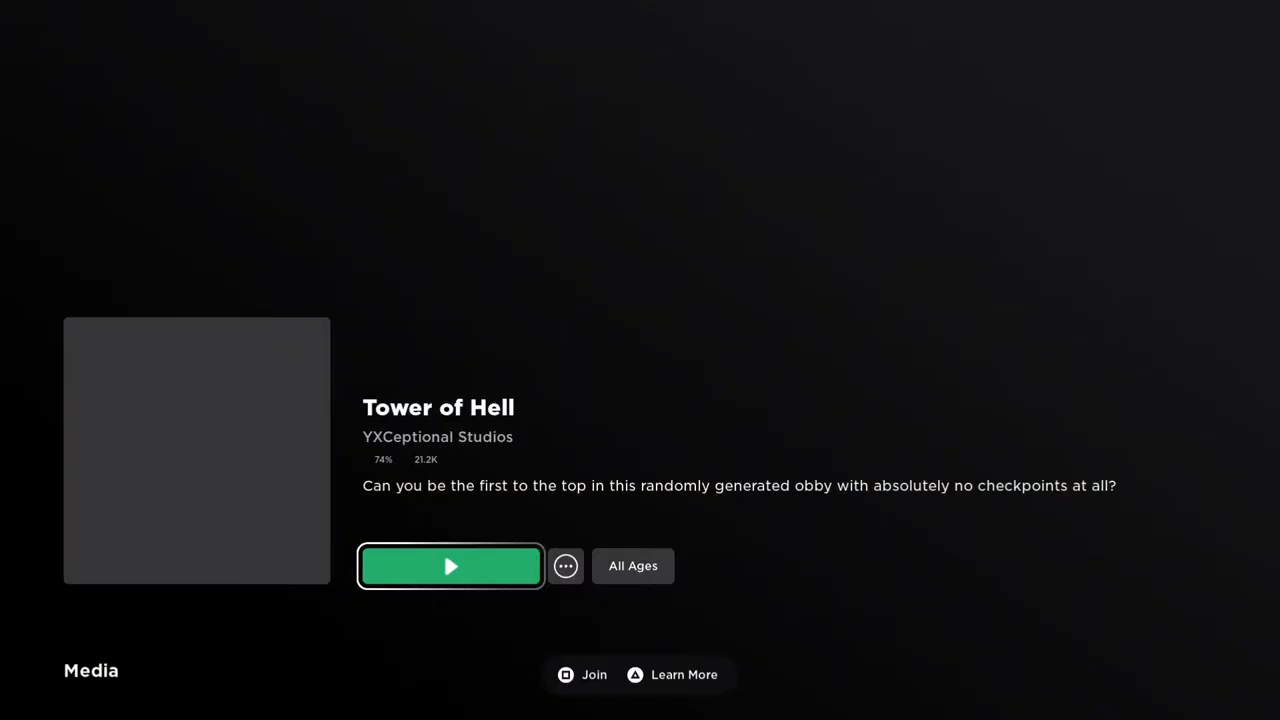 Tower of Hell
YXCeptional Studios
74% 21.2K
Can you be the first to the top in this randomly generated obby with absolutely no checkpoints at all?
All Ages
Media
Join Learn More